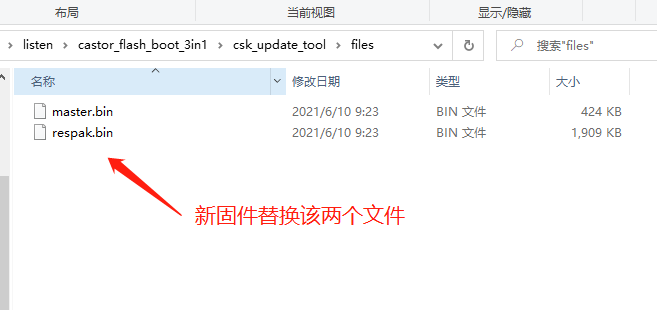 布局 当前视图 显示/隐藏
listen › castor_flash_boot_3in1 › csk_update_tool › files 搜索"files"
名称 修改日期 类型 大小
master.bin 2021/6/10 9:23 BIN 文件 424 KB
respak.bin 2021/6/10 9:23 BIN 文件 1,909 KB
新固件替换该两个文件